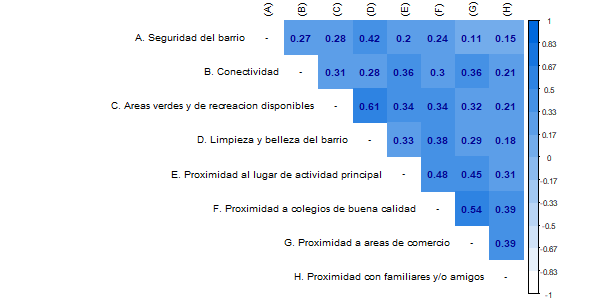 (A) (B) (C) (D) (E) (F) (G) (H)
A. Seguridad del barrio - 0.27 0.28 0.42 0.2 0.24 0.11 0.15
B. Conectividad - 0.31 0.28 0.36 0.3 0.36 0.21
C. Areas verdes y de recreacion disponibles - 0.61 0.34 0.34 0.32 0.21
D. Limpieza y belleza del barrio - 0.33 0.38 0.29 0.18
E. Proximidad al lugar de actividad principal - 0.48 0.45 0.31
F. Proximidad a colegios de buena calidad - 0.54 0.39
G. Proximidad a areas de comercio - 0.39
H. Proximidad con familiares y/o amigos -
1
0.83
0.67
0.5
0.33
0.17
0
-0.17
-0.33
-0.5
-0.67
-0.83
-1